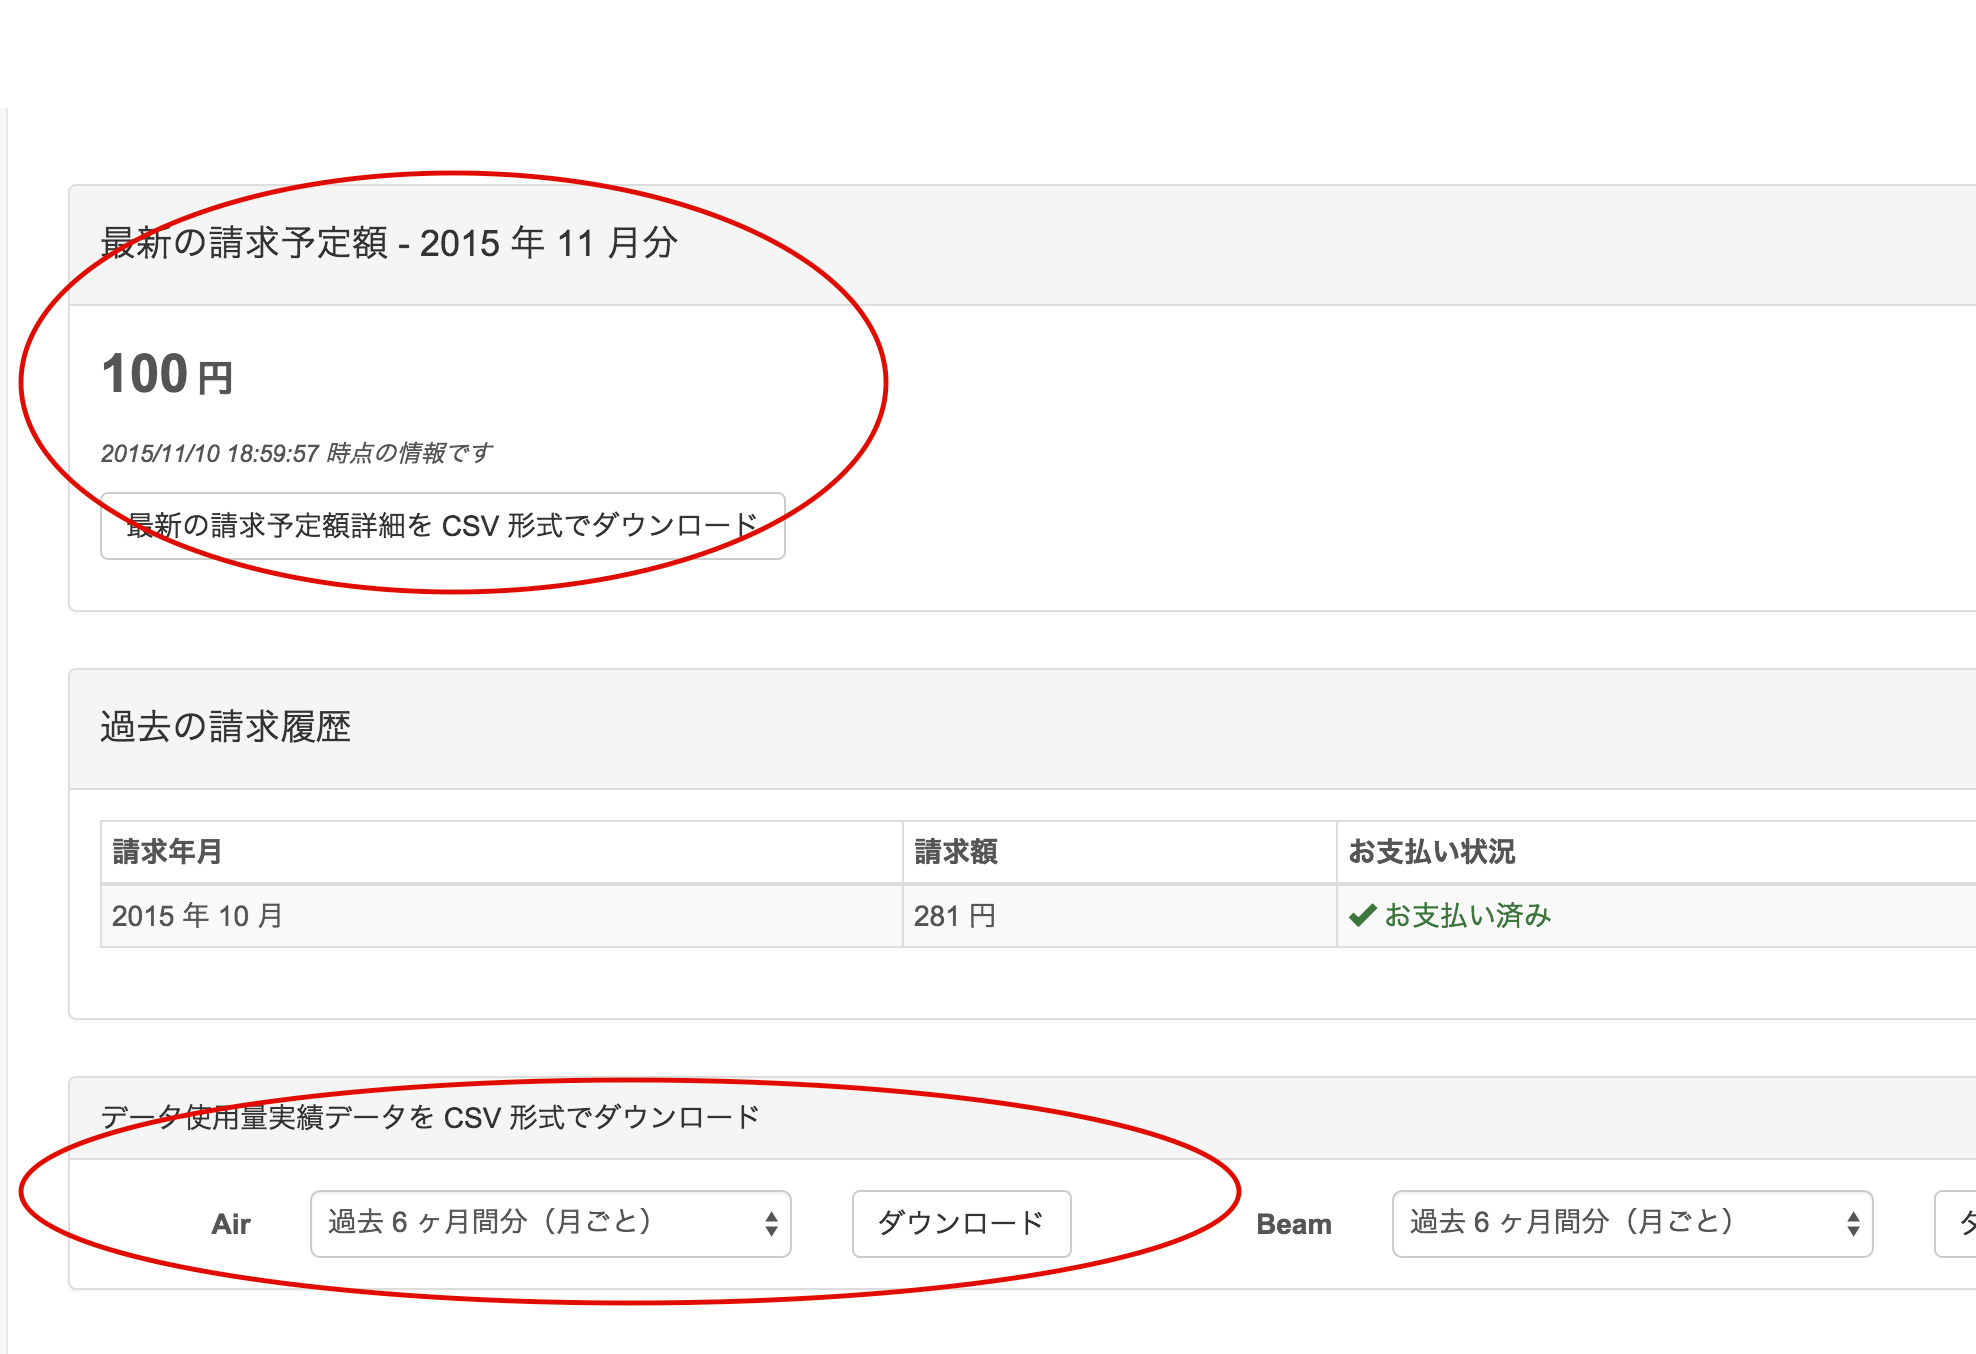 最新の請求予定額 - 2015 年 11 月分
100 円
2015/11/10 18:59:57 時点の情報です
最新の請求予定額詳細を CSV 形式でダウンロード
過去の請求履歴
請求年月 請求額 お支払い状況
2015 年 10 月 281 円 お支払い済み
データ使用量実績データを CSV 形式でダウンロード
Air 過去 6 ヶ月間分（月ごと） ダウンロード Beam 過去 6 ヶ月間分（月ごと）